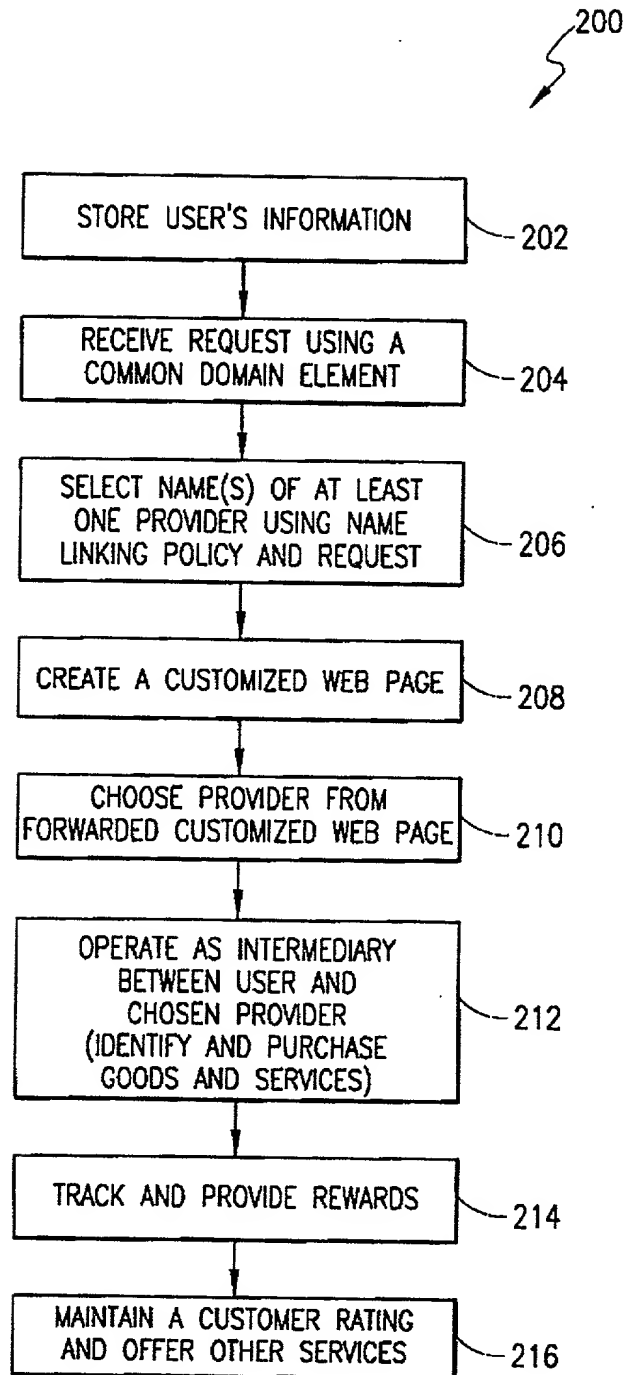 200
STORE USER'S INFORMATION
202
RECEIVE REQUEST USING A
COMMON DOMAIN ELEMENT
204
SELECT NAME(S) OF AT LEAST
ONE PROVIDER USING NAME
LINKING POLICY AND REQUEST
206
CREATE A CUSTOMIZED WEB PAGE
208
CHOOSE PROVIDER FROM
FORWARDED CUSTOMIZED WEB PAGE
210
OPERATE AS INTERMEDIARY
BETWEEN USER AND
CHOSEN PROVIDER
(IDENTIFY AND PURCHASE
GOODS AND SERVICES)
212
TRACK AND PROVIDE REWARDS
214
MAINTAIN A CUSTOMER RATING
AND OFFER OTHER SERVICES
216